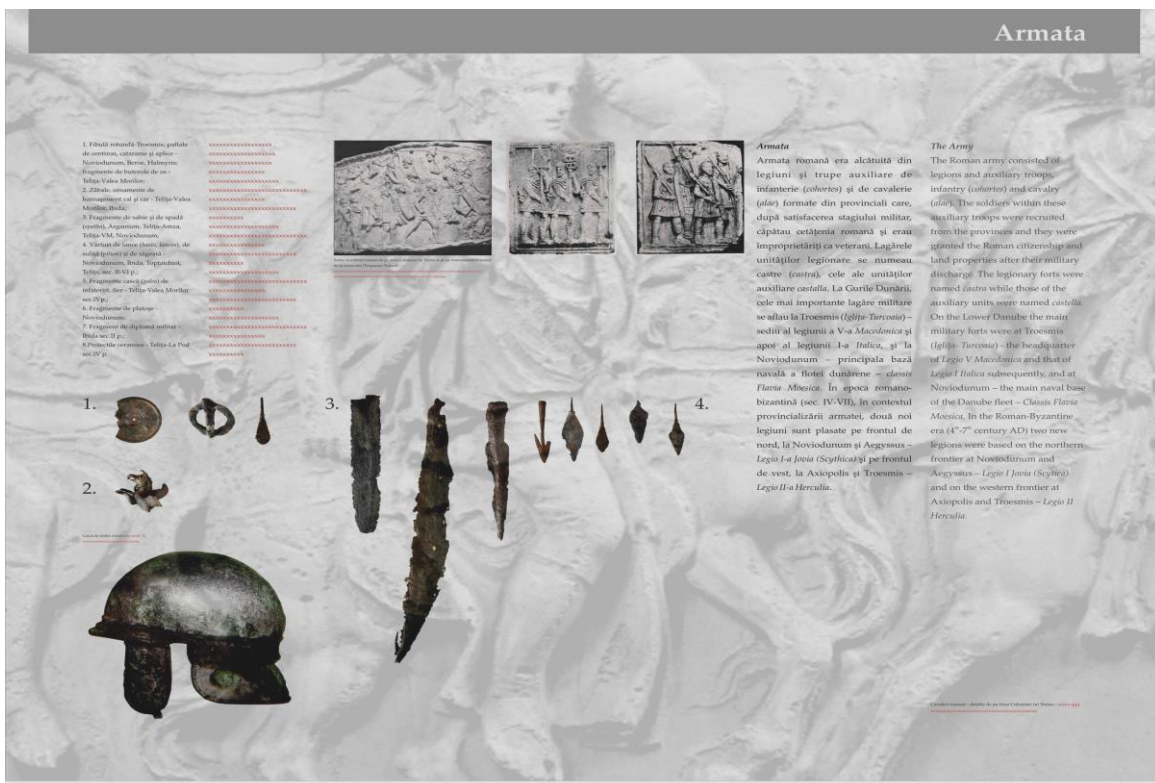 Armata
1. Fibulă rotundă-Troesmis; paftale
de centiron, catarame și aplice -
Noviodunum, Beroe, Halmyris;
fragmente de buterole de os -
Telița-Valea Morilor;
2. Zăbale, ornamente de
harnașament cal și car - Telița-Valea
Morilor, Ibida;
3. Fragmente de sabie și de spadă
Argamum, Telița-Amza,
Telița-VM, Noviodunum;
4. Vârfuri de lance de
suliță și de săgeată -
Noviodunum, Ibida, Topraichioi,
Telița, sec. II-VI p.;
5. Fragmente cască (galea) de
infanterist, fier - Telița-Valea Morilor
sec.IVp.;
6. Fragmente de platoșe -
Noviodunum;
7. Fragment de diplomă militar -
Ibida sec.II p.;
8.Proiectile ceramice - Telița-La Pod
sec.IV p.
1.
2.
3.
4.
Armata
Armata romană era alcătuită din
legiuni și trupe auxiliare de
infanterie (cohortes) și de cavalerie
(alae) formate din provinciali care,
după satisfacerea stagiului militar,
căpătau cetățenia romană și erau
împroprietăriți ca veterani. Lagărele
unităților legionare se numeau
castre (castra), cele ale unităților
auxiliare castalla. La Gurile Dunării,
cele mai importante lagăre militare
se aflau la Troesmis (Iglița-Turcoaia) –
sediu al legiunii a V-a Macedonica și
apoi al legiunii I-a Italica, și la
Noviodunum – principala bază
navală a flotei dunărene – classis
Flavia Moesica. În epoca romano-
bizantină (sec. IV-VII), în contextul
provincializării armatei, două noi
legiuni sunt plasate pe frontul de
nord, la Noviodunum și Aegyssus –
Legio I-a Jovia (Scythica) și pe frontul
de vest, la Axiopolis și Troesmis –
Legio II-a Herculia.
The Army
The Roman army consisted of
legions and auxiliary troops,
infantry (cohortes) and cavalry
(alae). The soldiers within these
auxiliary troops were recruited
from the provinces and they were
granted the Roman citizenship and
land properties after their military
discharge. The legionary forts were
named castra while those of the
auxiliary units were named castella.
On the Lower Danube the main
military forts were at Troesmis
(Iglița- Turcoaia) - the headquarter
of Legio V Macedonica and that of
Legio I Italica subsequently, and at
Noviodunum – the main naval base
of the Danube fleet – Classis Flavia
Moesica. In the Roman-Byzantine
era (4th-7th century AD) two new
legions were based on the northern
frontier at Noviodunum and
Aegyssus – Legio I Jovia (Scytica)
and on the western frontier at
Axiopolis and Troesmis – Legio II
Herculia.